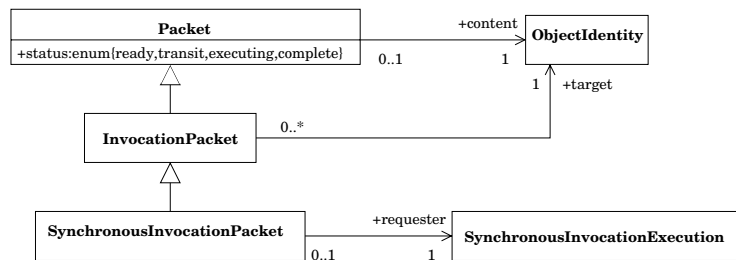 Packet
+content
ObjectIdentity
+status:enum{ready,transit,executing,complete}
0..1
1
1
+target
InvocationPacket
0..*
SynchronousInvocationPacket
+requester
SynchronousInvocationExecution
0..1
1